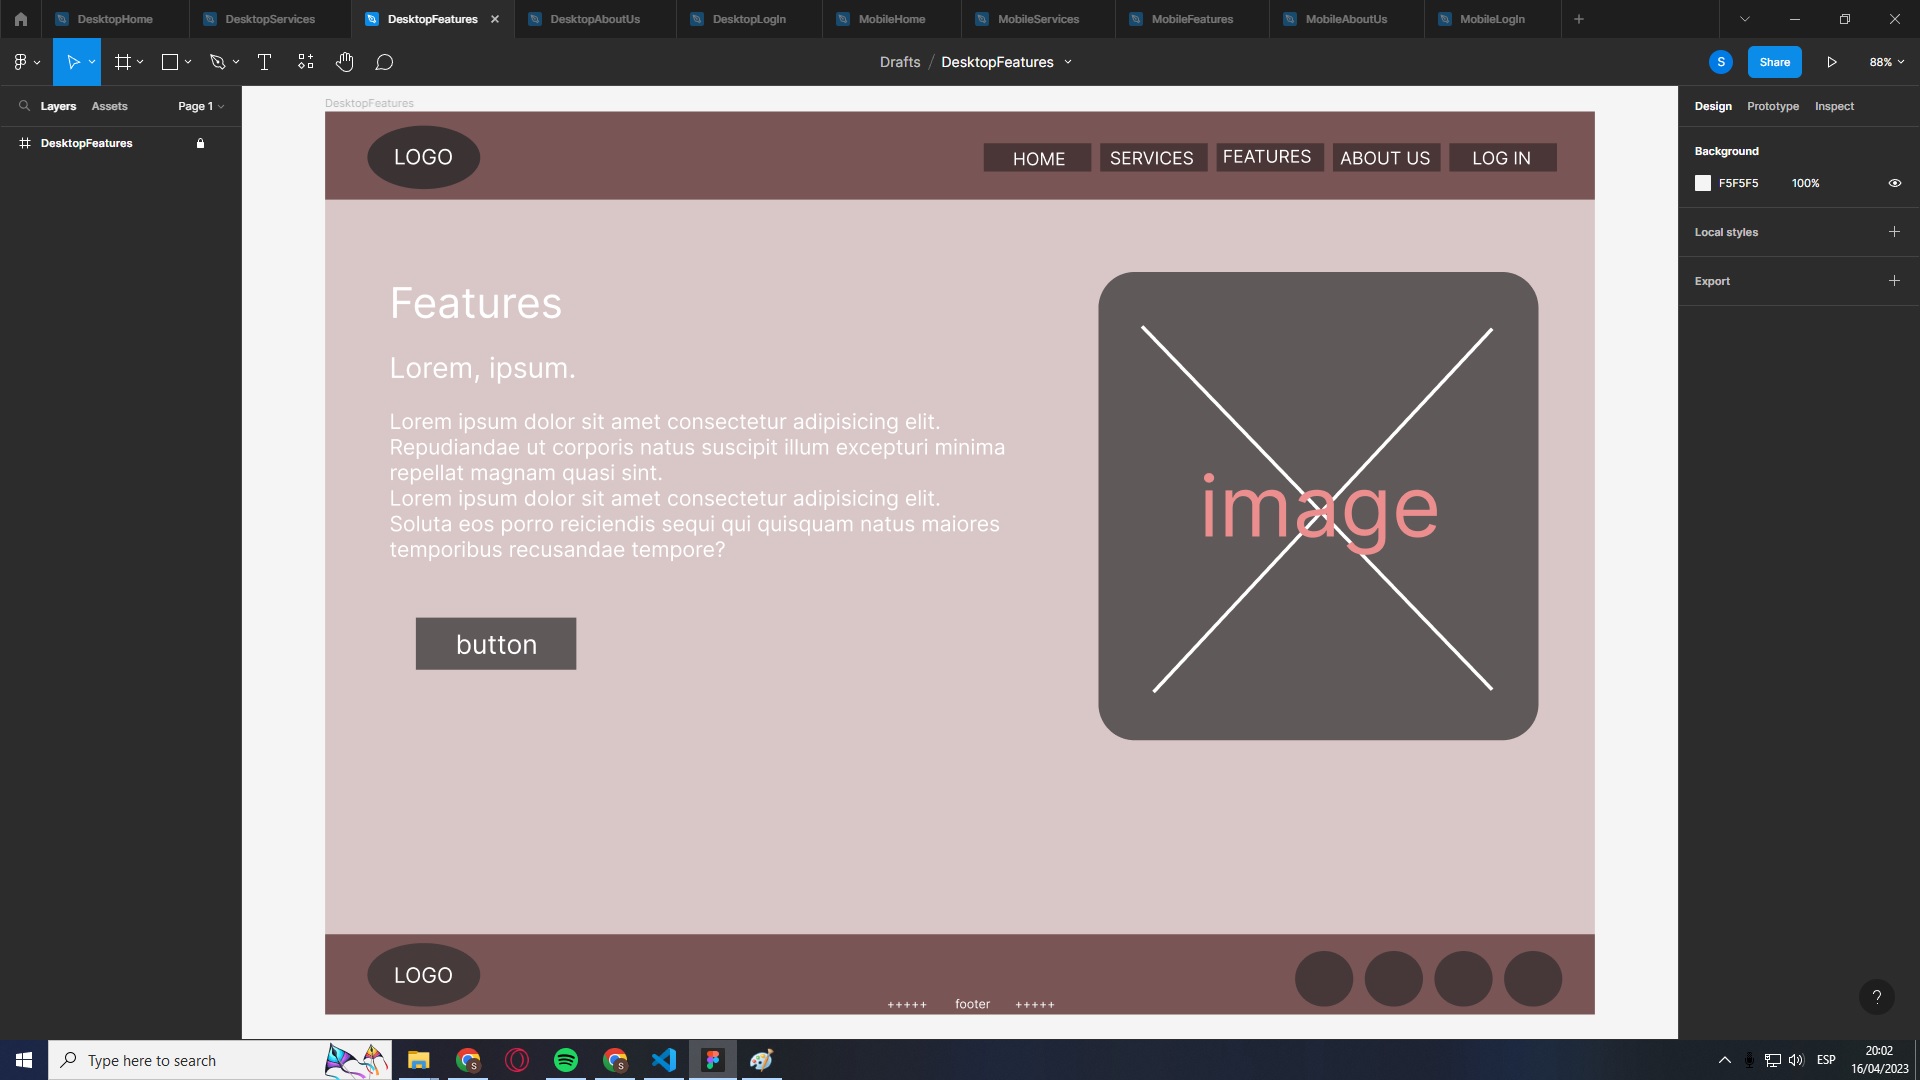 DesktopHome DesktopServices DesktopFeatures DesktopAboutUs DesktopLogIn MobileHome MobileServices MobileFeatures MobileAboutUs MobileLogIn
Drafts / DesktopFeatures S Share 88%
Layers Assets Page 1
DesktopFeatures
DesktopFeatures
LOGO HOME SERVICES FEATURES ABOUT US LOG IN
Features
Lorem, ipsum.
Lorem ipsum dolor sit amet consectetur adipisicing elit.
Repudiandae ut corporis natus suscipit illum excepturi minima
repellat magnam quasi sint.
Lorem ipsum dolor sit amet consectetur adipisicing elit.
Soluta eos porro reiciendis sequi qui quisquam natus maiores
temporibus recusandae tempore?
button
image
LOGO
+++++ footer +++++
Design Prototype Inspect
Background
F5F5F5 100%
Local styles
Export
?
Type here to search
ESP
20:02
16/04/2023